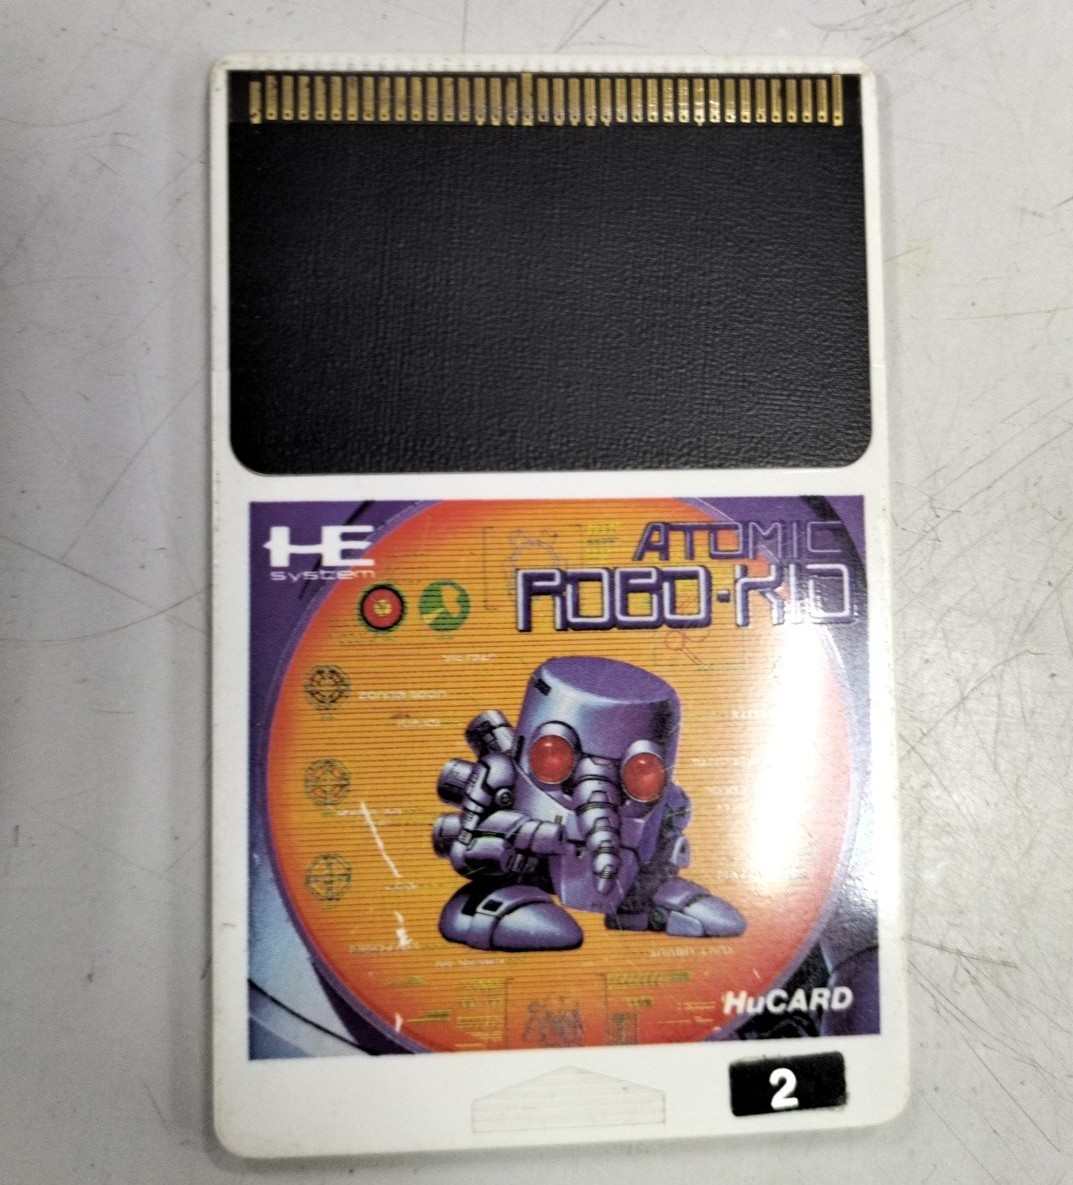 HE
system
ATOMIC
ROBO·KID
HuCARD
2